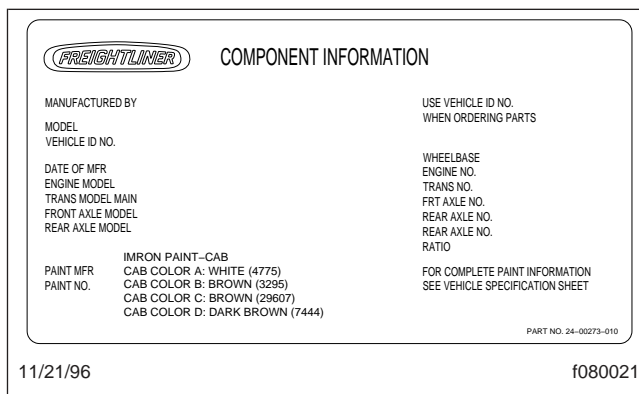 FREIGHTLINER COMPONENT INFORMATION
MANUFACTURED BY
MODEL
VEHICLE ID NO.
DATE OF MFR
ENGINE MODEL
TRANS MODEL MAIN
FRONT AXLE MODEL
REAR AXLE MODEL
USE VEHICLE ID NO.
WHEN ORDERING PARTS
WHEELBASE
ENGINE NO.
TRANS NO.
FRT AXLE NO.
REAR AXLE NO.
REAR AXLE NO.
RATIO
IMRON PAINT–CAB
PAINT MFR CAB COLOR A: WHITE (4775)
PAINT NO. CAB COLOR B: BROWN (3295)
CAB COLOR C: BROWN (29607)
CAB COLOR D: DARK BROWN (7444)
FOR COMPLETE PAINT INFORMATION
SEE VEHICLE SPECIFICATION SHEET
PART NO. 24–00273–010
11/21/96 f080021